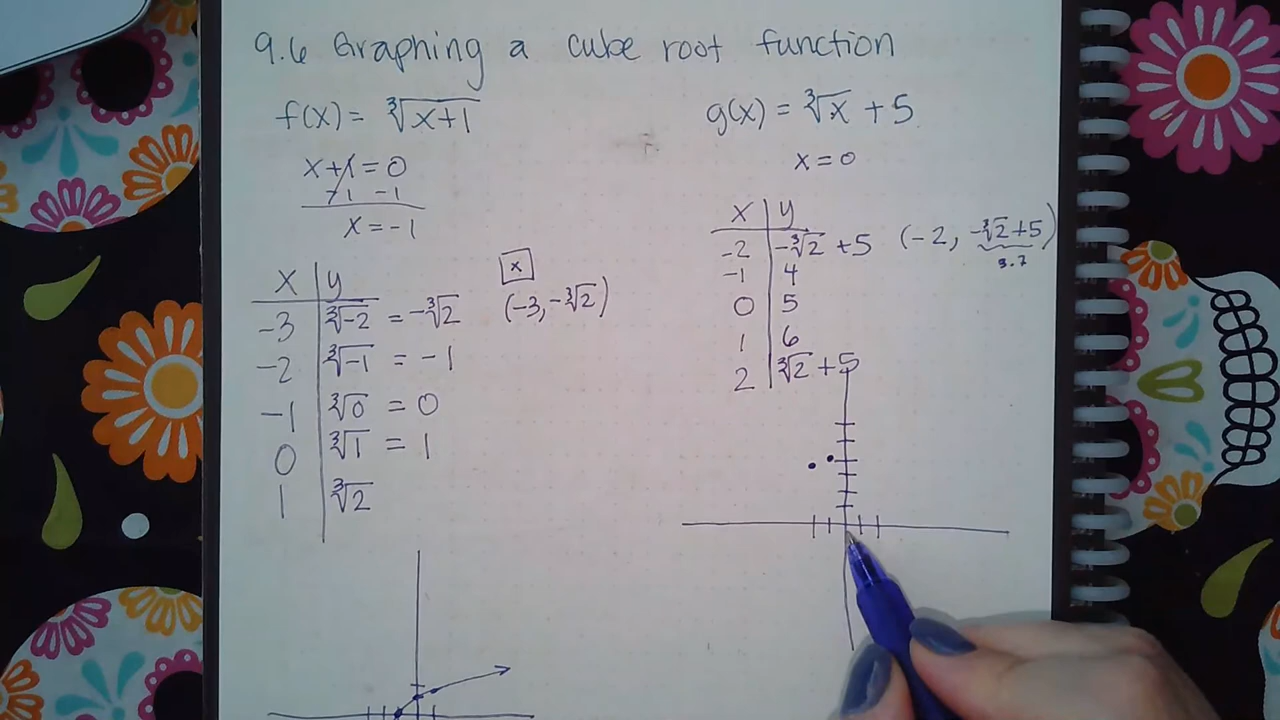 9.6 Graphing a cube root function
f(x) = ∛(x+1)
x+1 = 0
-1 -1
x = -1
x | y
-3 | ∛-2 = -∛2
-2 | ∛-1 = -1
-1 | ∛0 = 0
0 | ∛1 = 1
1 | ∛2
x
(-3, -∛2)
g(x) = ∛x + 5
x = 0
x | y
-2 | -∛2 + 5
-1 | 4
0 | 5
1 | 6
2 | ∛2 + 5
(-2, -∛2 + 5)
3.7